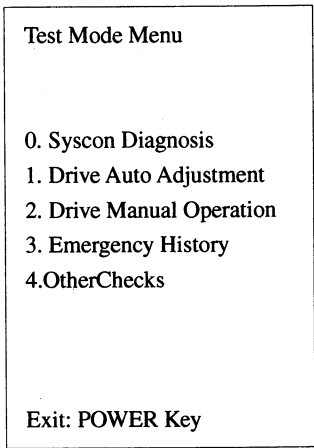 Test Mode Menu
0. Syscon Diagnosis
1. Drive Auto Adjustment
2. Drive Manual Operation
3. Emergency History
4.OtherChecks
Exit: POWER Key